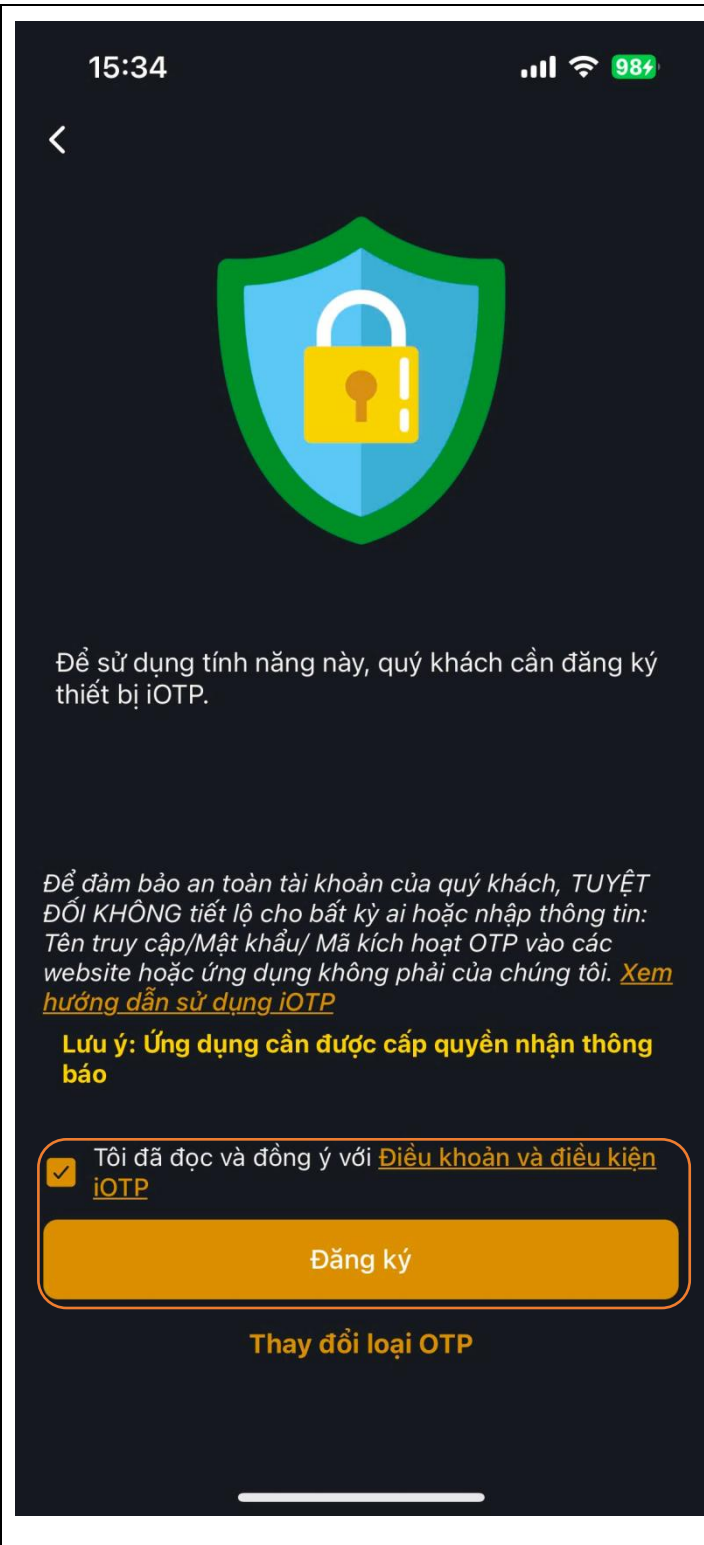 15:34
98
Để sử dụng tính năng này, quý khách cần đăng ký
thiết bị iOTP.
Để đảm bảo an toàn tài khoản của quý khách, TUYỆT
ĐỐI KHÔNG tiết lộ cho bất kỳ ai hoặc nhập thông tin:
Tên truy cập/Mật khẩu/ Mã kích hoạt OTP vào các
website hoặc ứng dụng không phải của chúng tôi. Xem
hướng dẫn sử dụng iOTP
Lưu ý: Ứng dụng cần được cấp quyền nhận thông
báo
Tôi đã đọc và đồng ý với Điều khoản và điều kiện
iOTP
Đăng ký
Thay đổi loại OTP